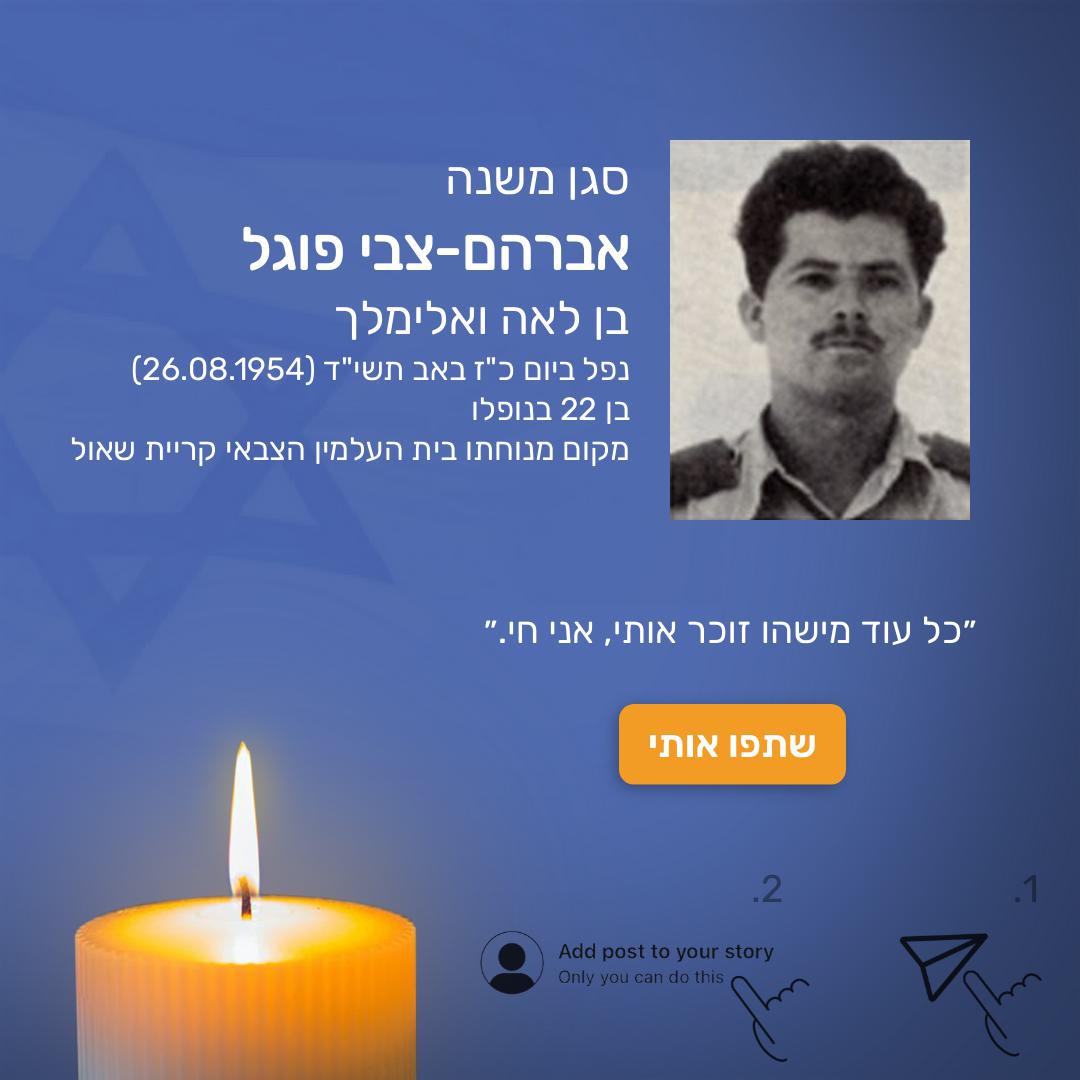 סגן משנה
אברהם-צבי פוגל
בן לאה ואלימלך
נפל ביום כ"ז באב תשי"ד (26.08.1954)
בן 22 בנופלו
מקום מנוחתו בית העלמין הצבאי קריית שאול
״כל עוד מישהו זוכר אותי, אני חי.״
שתפו אותי
1.
2.
Add post to your story
Only you can do this